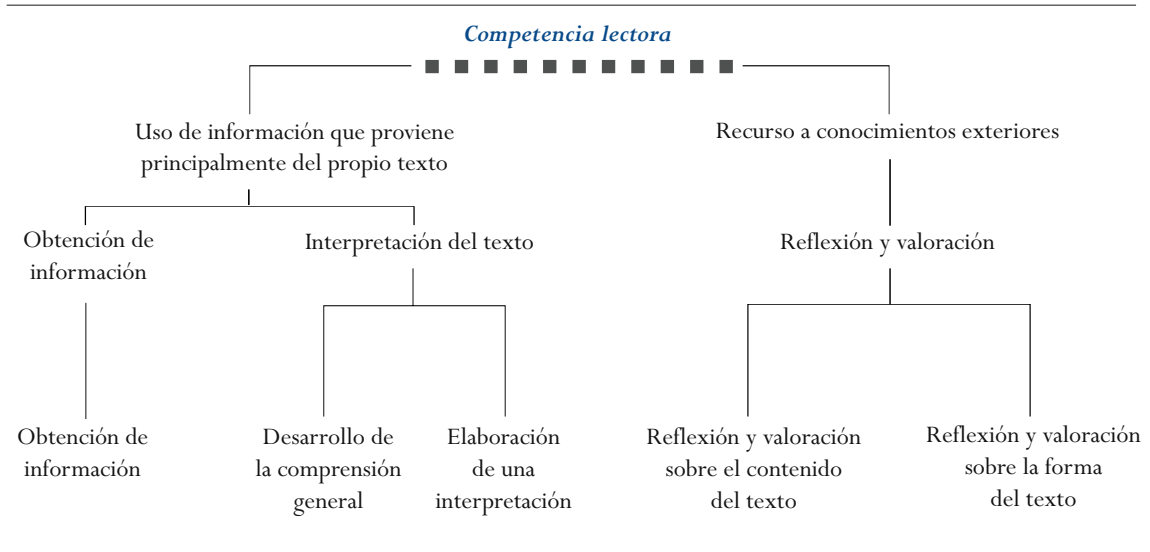 Competencia lectora
Uso de información que proviene
principalmente del propio texto
Recurso a conocimientos exteriores
Obtención de
información
Interpretación del texto
Reflexión y valoración
Obtención de
información
Desarrollo de
la comprensión
general
Elaboración
de una
interpretación
Reflexión y valoración
sobre el contenido
del texto
Reflexión y valoración
sobre la forma
del texto